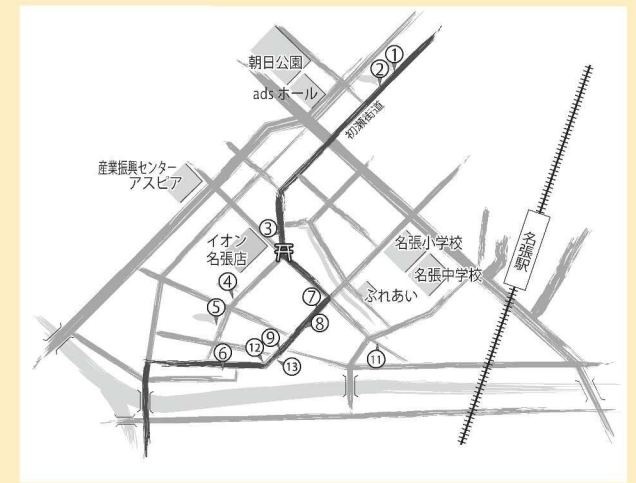 朝日公園
ads ホール
①
②
初瀬街道
産業振興センター
アスピア
③
イオン
名張店
名張小学校
名張中学校
名張駅
ふれあい
④
⑤
⑦
⑧
⑥
⑫
⑨
⑬
⑪